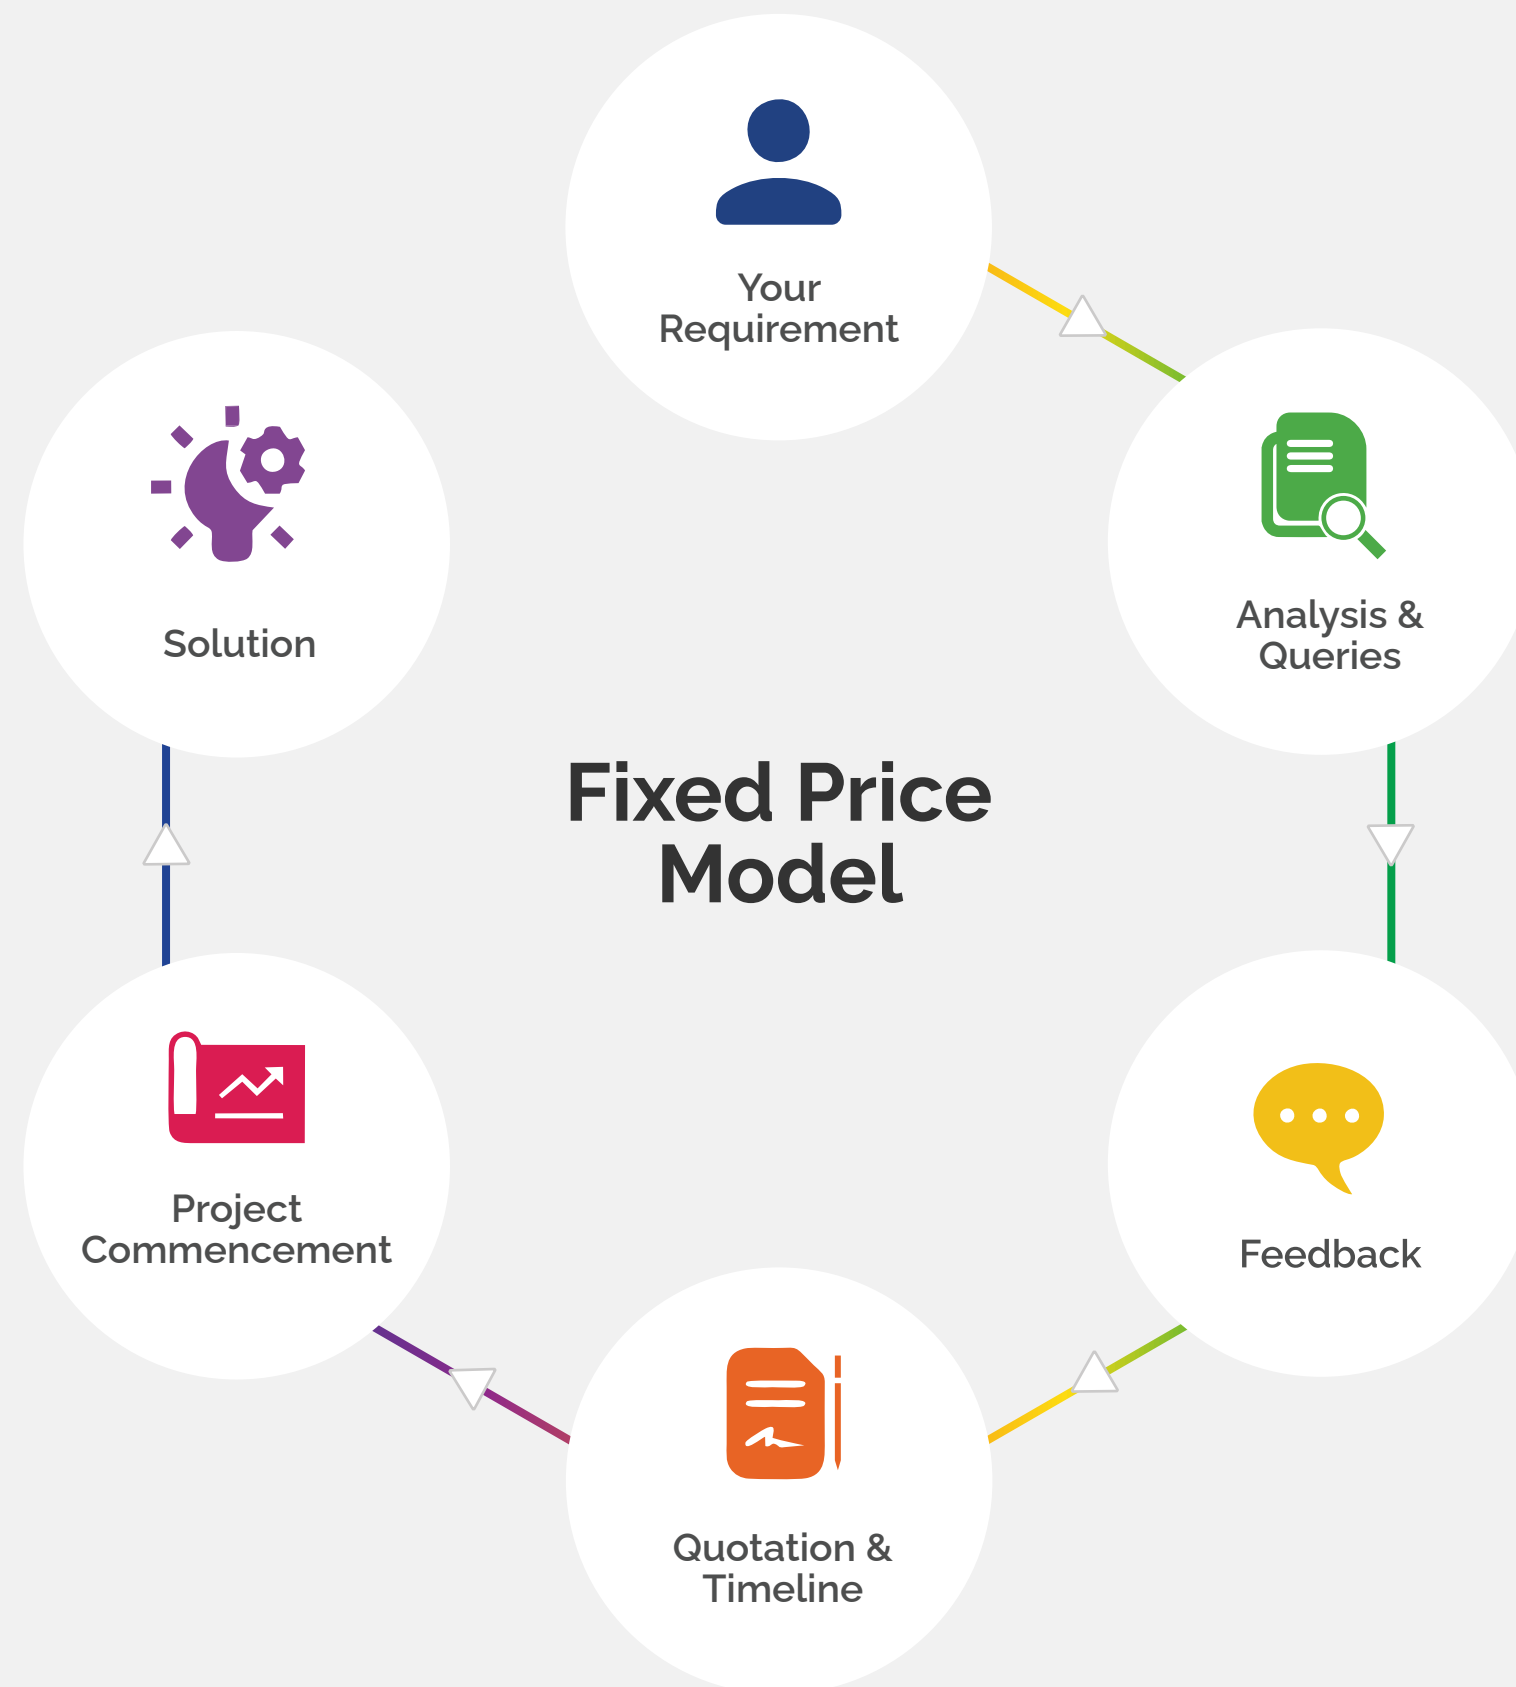 Your
Requirement
Analysis &
Queries
Feedback
Quotation &
Timeline
Project
Commencement
Solution
Fixed Price
Model